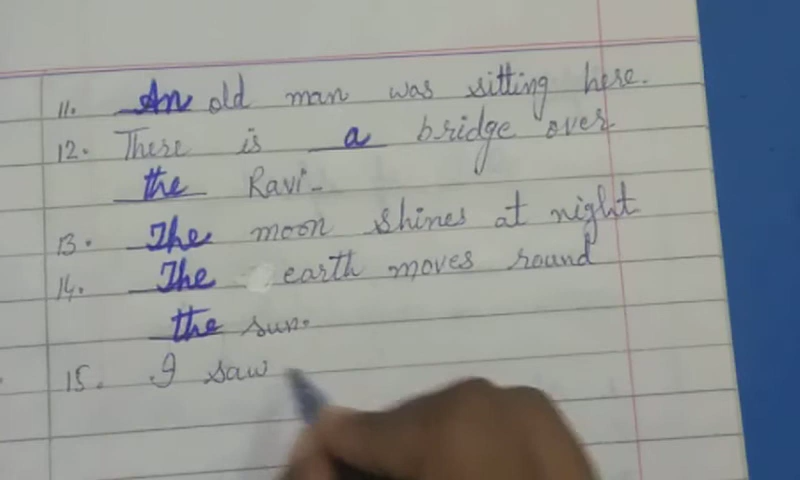 11. An old man was sitting here.
12. There is a bridge over
the Ravi.
13. The moon shines at night
14. The earth moves round
the sun.
15. I saw